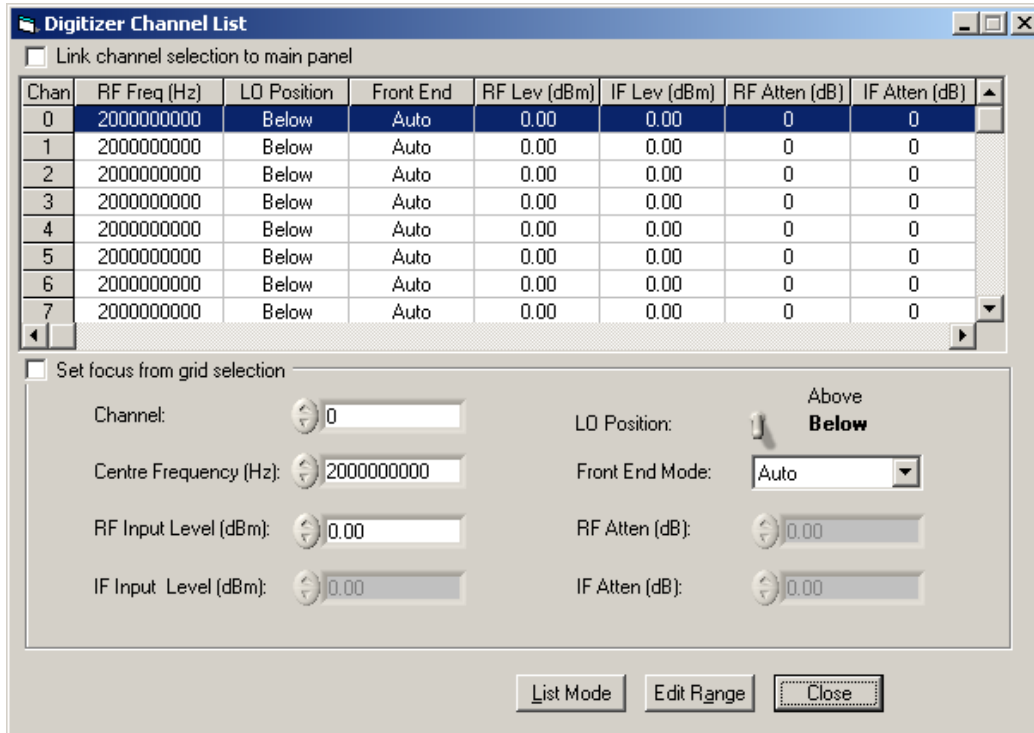 Digitizer Channel List
Link channel selection to main panel
Chan RF Freq (Hz) LO Position Front End RF Lev (dBm) IF Lev (dBm) RF Atten (dB) IF Atten (dB)
0 2000000000 Below Auto 0.00 0.00 0 0
1 2000000000 Below Auto 0.00 0.00 0 0
2 2000000000 Below Auto 0.00 0.00 0 0
3 2000000000 Below Auto 0.00 0.00 0 0
4 2000000000 Below Auto 0.00 0.00 0 0
5 2000000000 Below Auto 0.00 0.00 0 0
6 2000000000 Below Auto 0.00 0.00 0 0
7 2000000000 Below Auto 0.00 0.00 0 0
Set focus from grid selection
Channel: 0
Centre Frequency (Hz): 2000000000
RF Input Level (dBm): 0.00
IF Input Level (dBm): 0.00
Above
LO Position: Below
Front End Mode: Auto
RF Atten (dB): 0.00
IF Atten (dB): 0.00
List Mode Edit Range Close